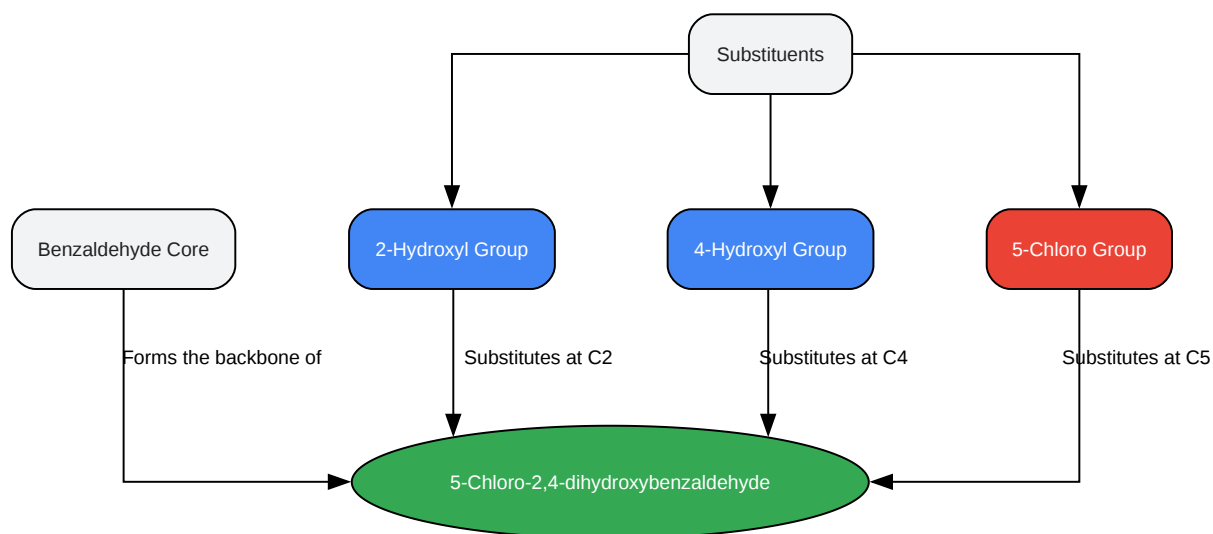 Substituents
Benzaldehyde Core
2-Hydroxyl Group
4-Hydroxyl Group
5-Chloro Group
Forms the backbone of
Substitutes at C2
Substitutes at C4
Substitutes at C5
5-Chloro-2,4-dihydroxybenzaldehyde